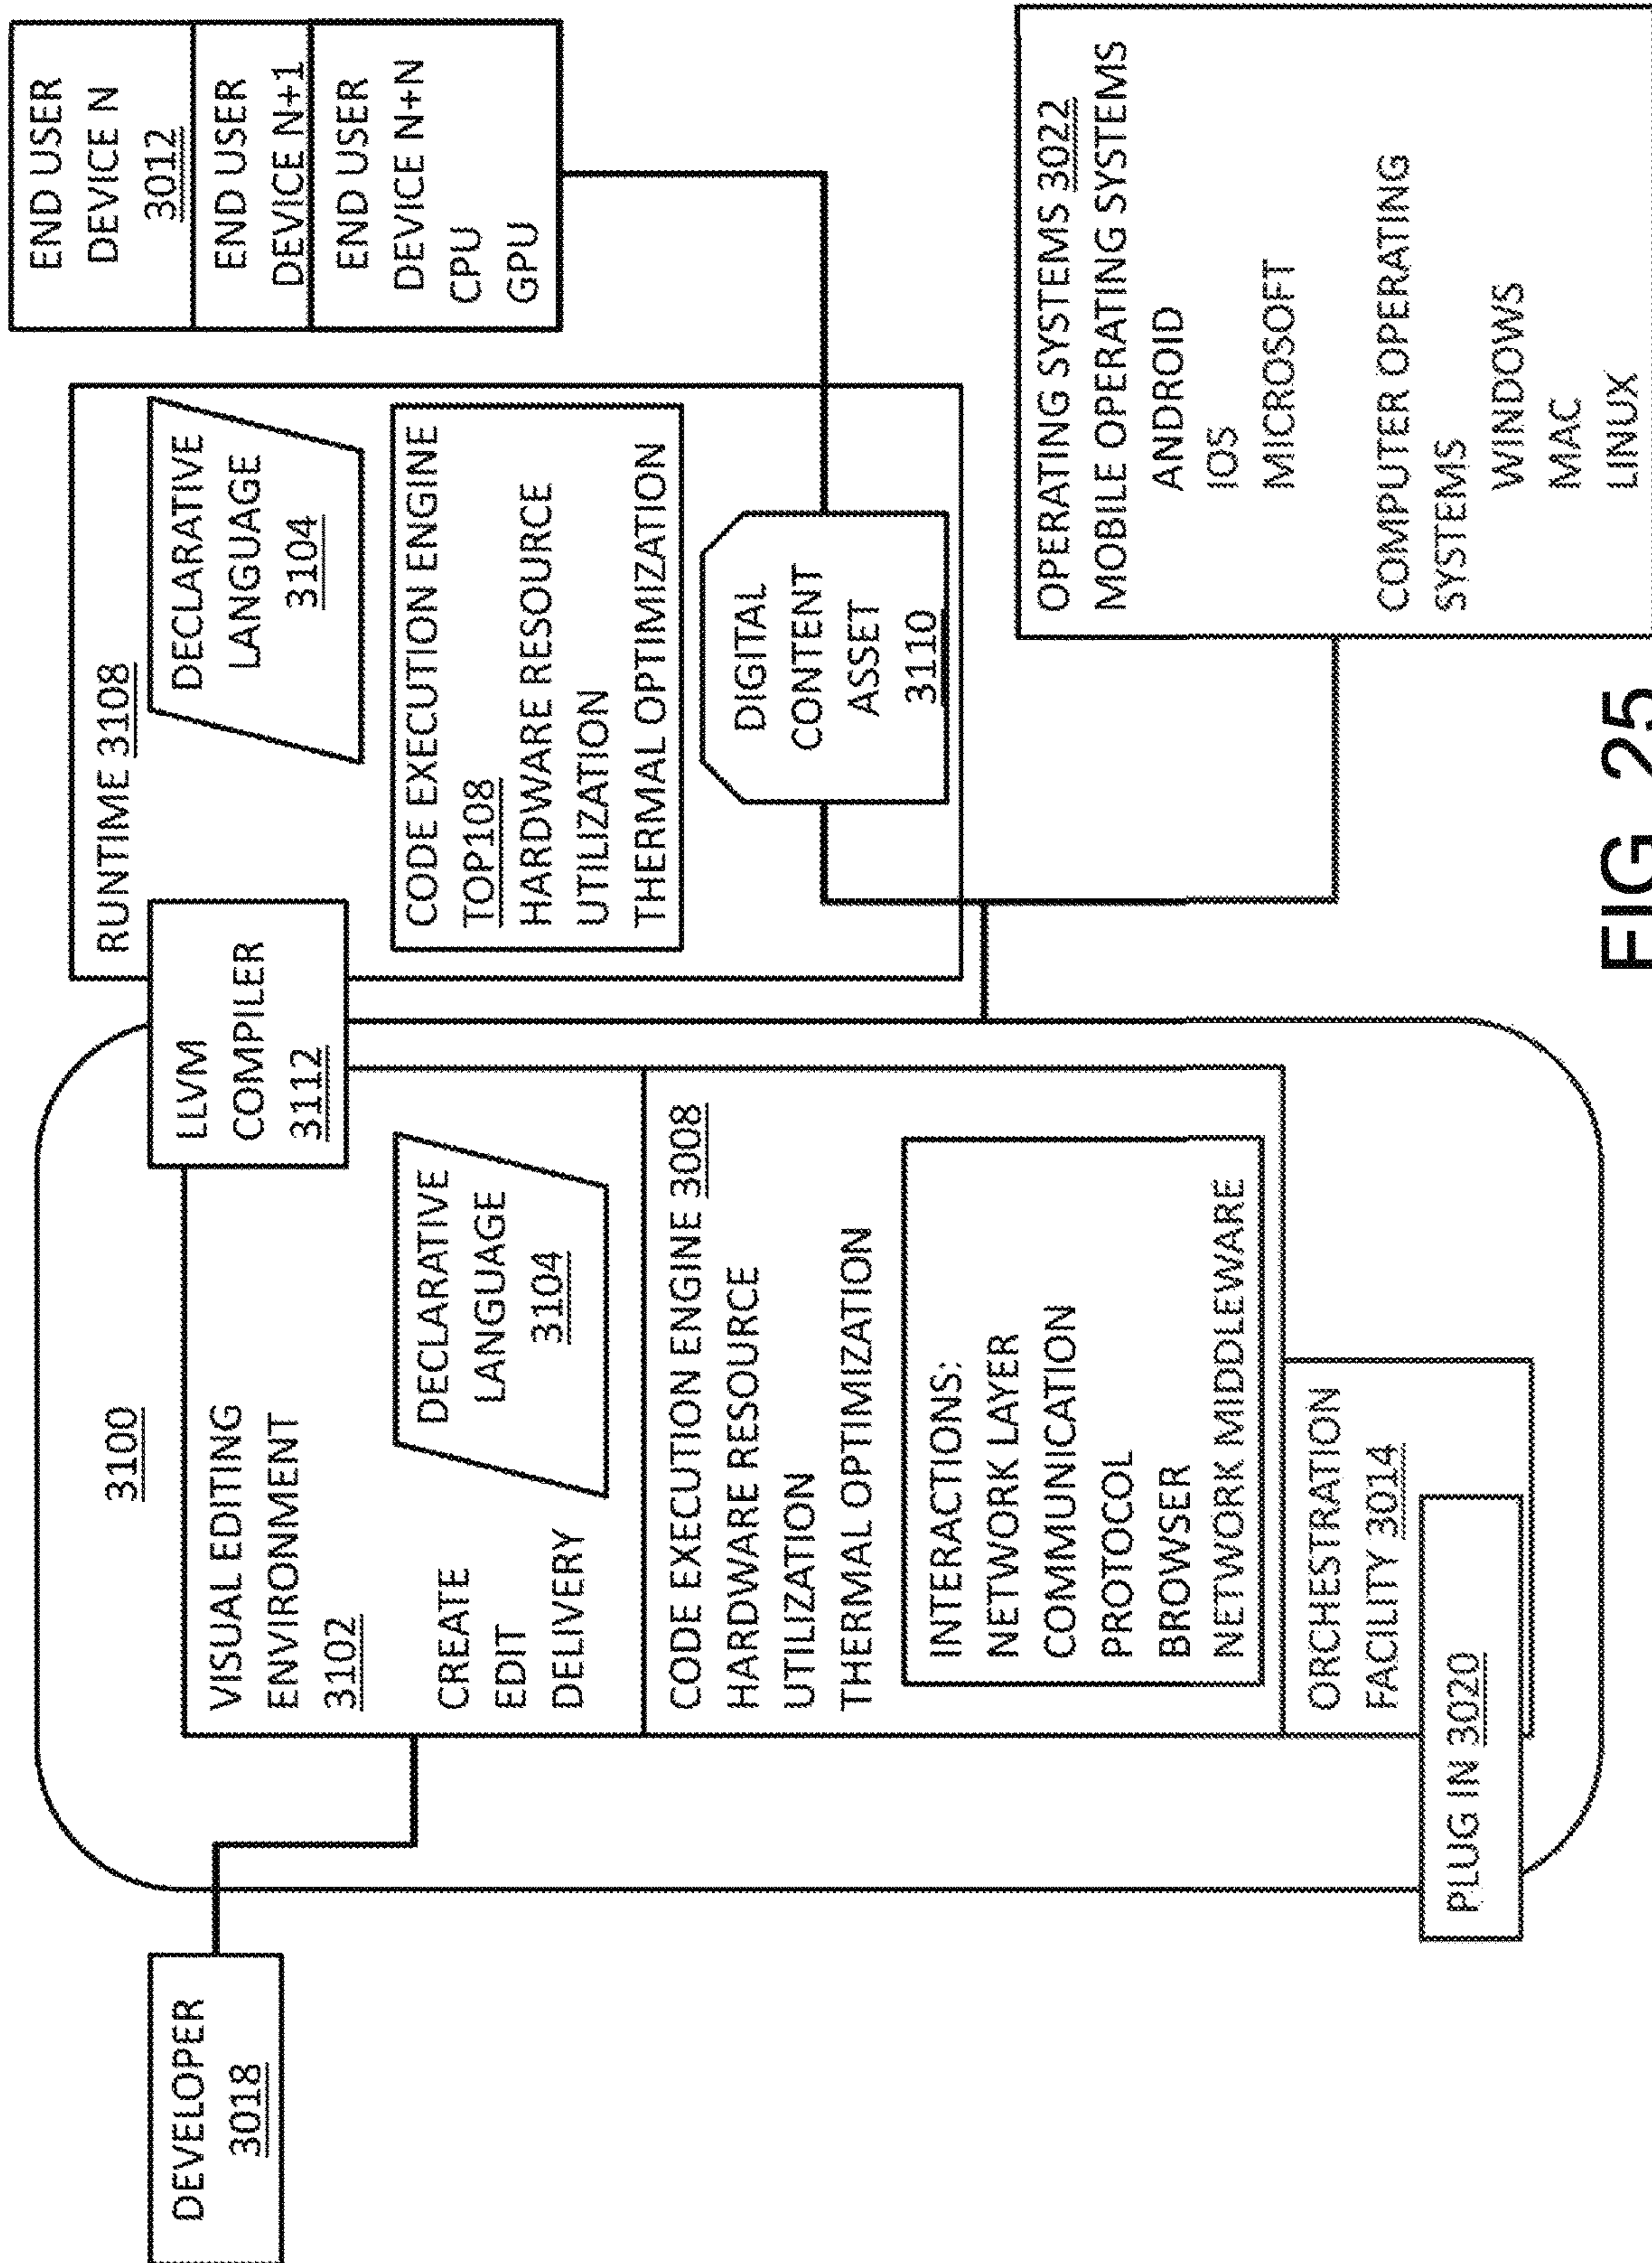 DEVELOPER
3018
3100
VISUAL EDITING
ENVIRONMENT
3102
CREATE
EDIT
DELIVERY
DECLARATIVE
LANGUAGE
3104
LLVM
COMPILER
3112
CODE EXECUTION ENGINE 3008
HARDWARE RESOURCE
UTILIZATION
THERMAL OPTIMIZATION
INTERACTIONS:
NETWORK LAYER
COMMUNICATION
PROTOCOL
BROWSER
NETWORK MIDDLEWARE
ORCHESTRATION
FACILITY 3014
PLUG IN 3020
RUNTIME 3108
DECLARATIVE
LANGUAGE
3104
CODE EXECUTION ENGINE
TOP108
HARDWARE RESOURCE
UTILIZATION
THERMAL OPTIMIZATION
DIGITAL
CONTENT
ASSET
3110
END USER
DEVICE N
3012
END USER
DEVICE N+1
END USER
DEVICE N+N
CPU
GPU
OPERATING SYSTEMS 3022
MOBILE OPERATING SYSTEMS
ANDROID
IOS
MICROSOFT
COMPUTER OPERATING
SYSTEMS
WINDOWS
MAC
LINUX
FIG. 25